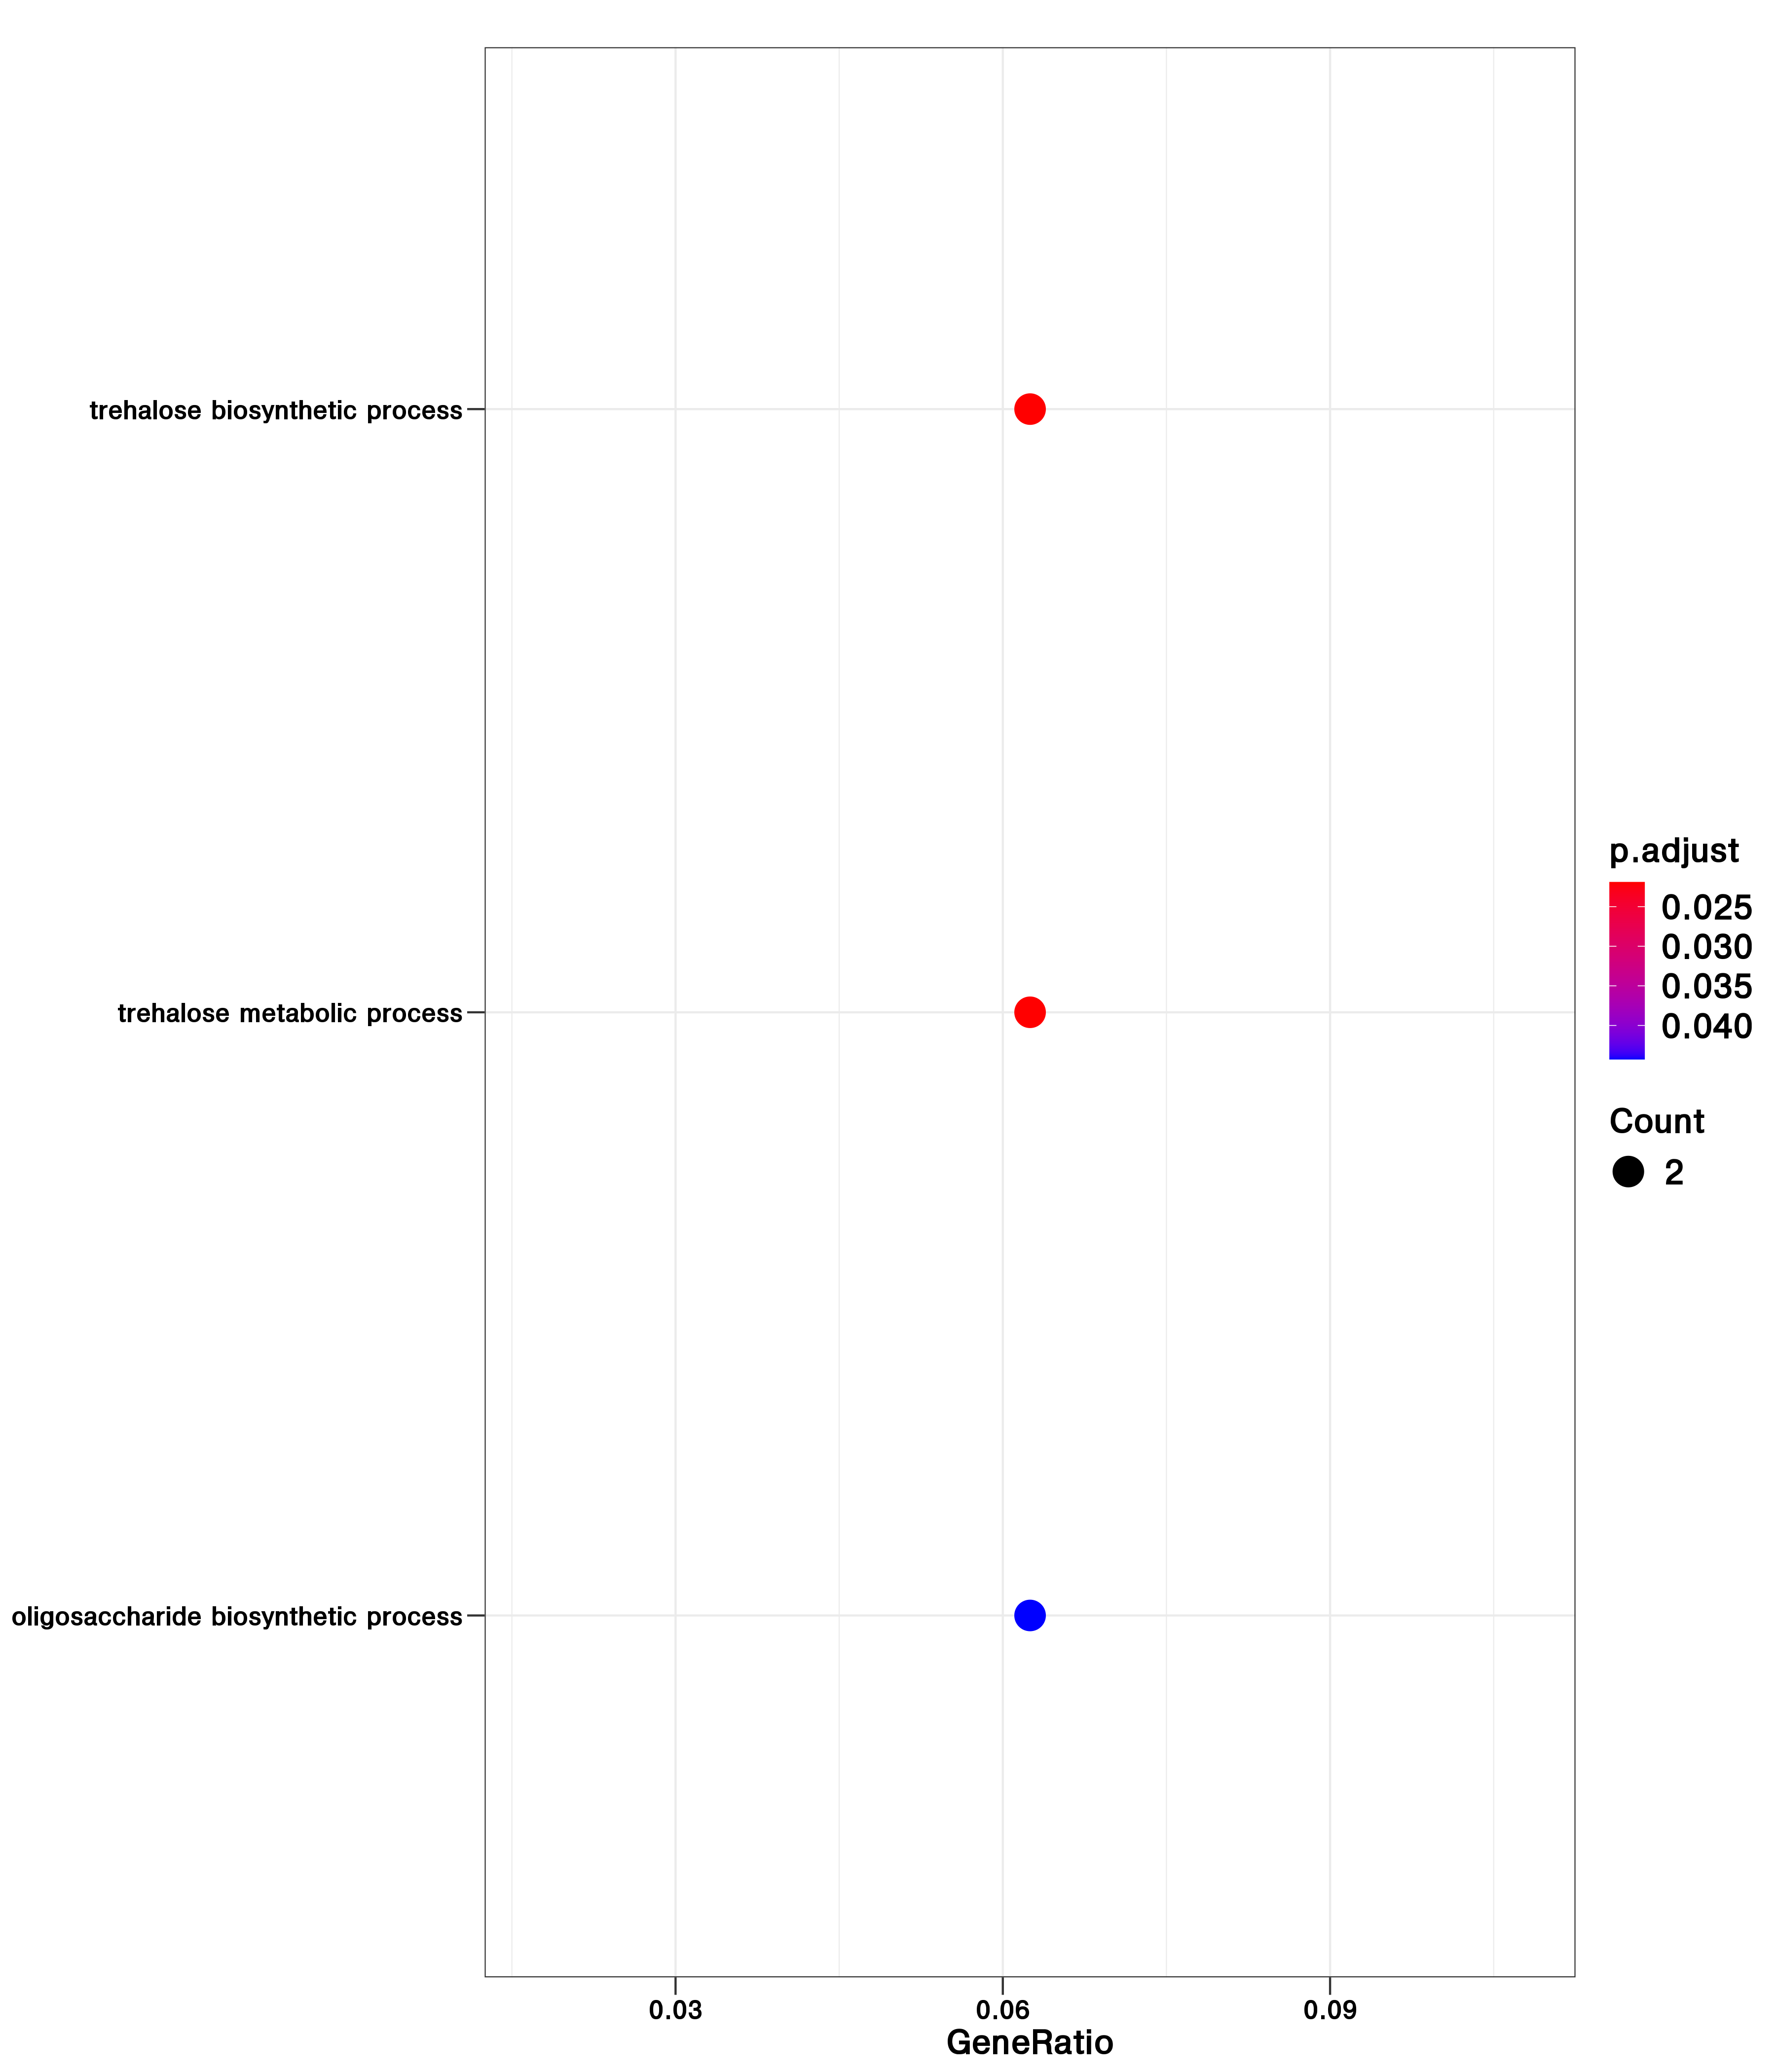 trehalose biosynthetic process
trehalose metabolic process
oligosaccharide biosynthetic process
0.03
0.06
0.09
GeneRatio
p.adjust
0.025
0.030
0.035
0.040
Count
2